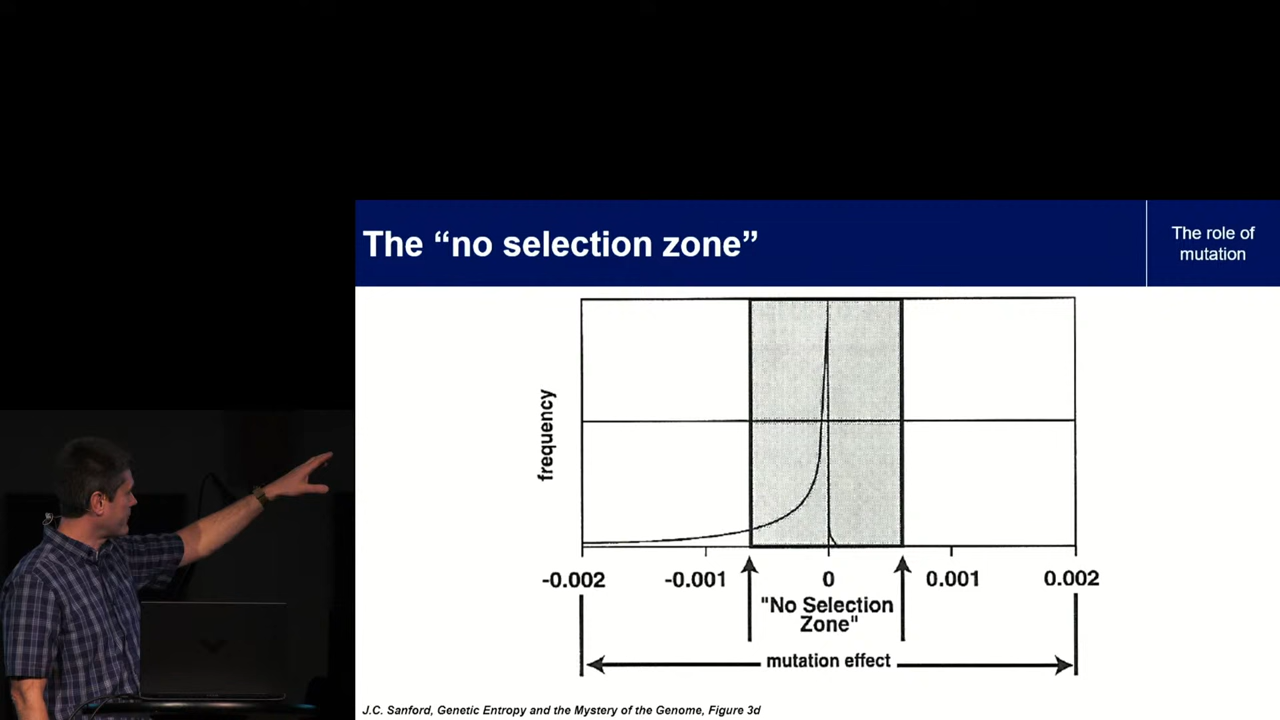 The “no selection zone”
The role of
mutation
frequency
-0.002
-0.001
0
0.001
0.002
"No Selection
Zone"
mutation effect
J.C. Sanford, Genetic Entropy and the Mystery of the Genome, Figure 3d